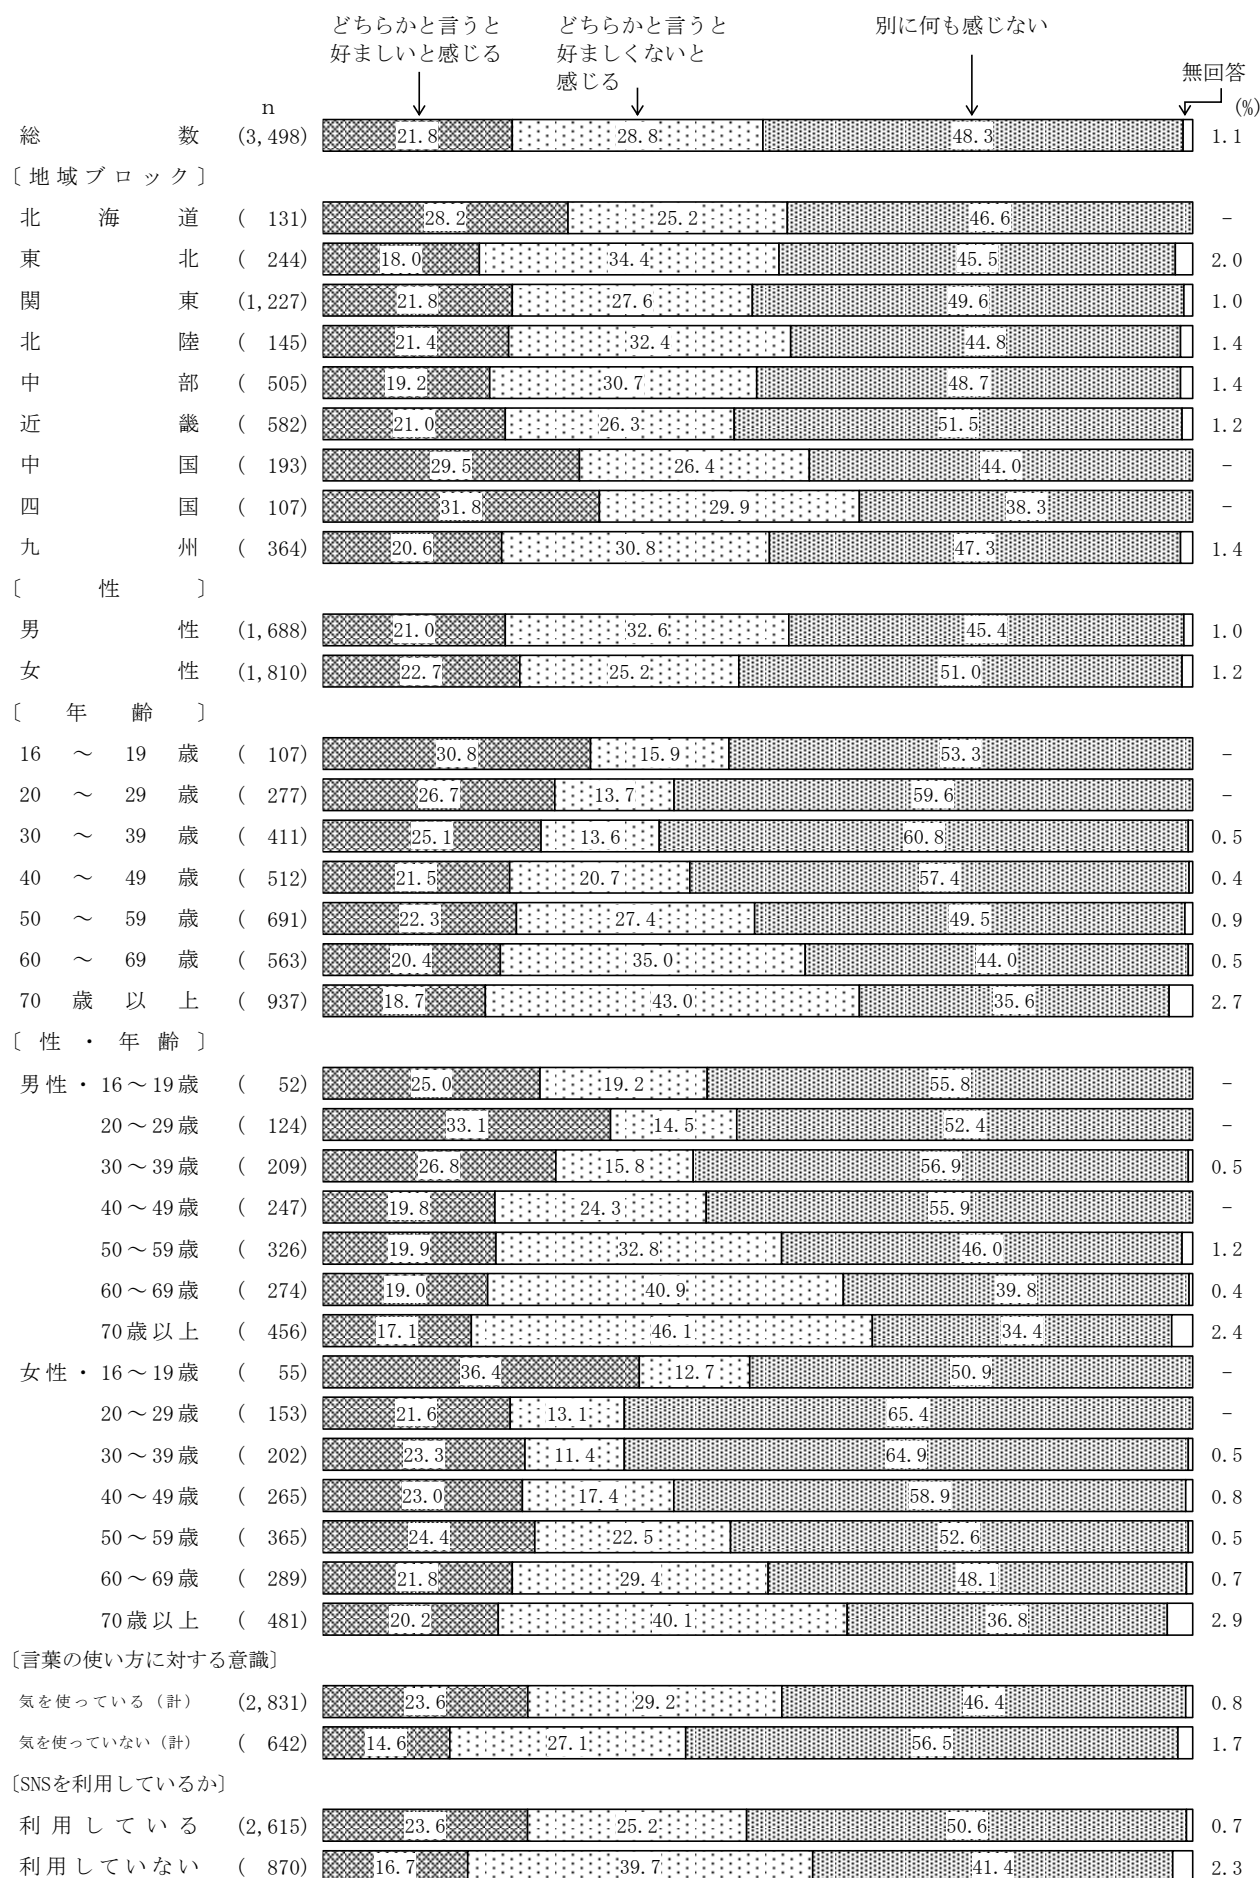 どちらかと言うと どちらかと言うと 別に何も感じない
好ましいと感じる 好ましくないと
感じる 無回答
n (%)
総数 (3,498) 21.8 28.8 48.3 1.1
〔地域ブロック〕
北海道 ( 131) 28.2 25.2 46.6 -
東北 ( 244) 18.0 34.4 45.5 2.0
関東 (1,227) 21.8 27.6 49.6 1.0
北陸 ( 145) 21.4 32.4 44.8 1.4
中部 ( 505) 19.2 30.7 48.7 1.4
近畿 ( 582) 21.0 26.3 51.5 1.2
中国 ( 193) 29.5 26.4 44.0 -
四国 ( 107) 31.8 29.9 38.3 -
九州 ( 364) 20.6 30.8 47.3 1.4
〔性〕
男性 (1,688) 21.0 32.6 45.4 1.0
女性 (1,810) 22.7 25.2 51.0 1.2
〔年齢〕
16～19歳 ( 107) 30.8 15.9 53.3 -
20～29歳 ( 277) 26.7 13.7 59.6 -
30～39歳 ( 411) 25.1 13.6 60.8 0.5
40～49歳 ( 512) 21.5 20.7 57.4 0.4
50～59歳 ( 691) 22.3 27.4 49.5 0.9
60～69歳 ( 563) 20.4 35.0 44.0 0.5
70歳以上 ( 937) 18.7 43.0 35.6 2.7
〔性・年齢〕
男性・16～19歳 ( 52) 25.0 19.2 55.8 -
20～29歳 ( 124) 33.1 14.5 52.4 -
30～39歳 ( 209) 26.8 15.8 56.9 0.5
40～49歳 ( 247) 19.8 24.3 55.9 -
50～59歳 ( 326) 19.9 32.8 46.0 1.2
60～69歳 ( 274) 19.0 40.9 39.8 0.4
70歳以上 ( 456) 17.1 46.1 34.4 2.4
女性・16～19歳 ( 55) 36.4 12.7 50.9 -
20～29歳 ( 153) 21.6 13.1 65.4 -
30～39歳 ( 202) 23.3 11.4 64.9 0.5
40～49歳 ( 265) 23.0 17.4 58.9 0.8
50～59歳 ( 365) 24.4 22.5 52.6 0.5
60～69歳 ( 289) 21.8 29.4 48.1 0.7
70歳以上 ( 481) 20.2 40.1 36.8 2.9
〔言葉の使い方に対する意識〕
気を使っている（計） (2,831) 23.6 29.2 46.4 0.8
気を使っていない（計） ( 642) 14.6 27.1 56.5 1.7
〔SNSを利用しているか〕
利用している (2,615) 23.6 25.2 50.6 0.7
利用していない ( 870) 16.7 39.7 41.4 2.3